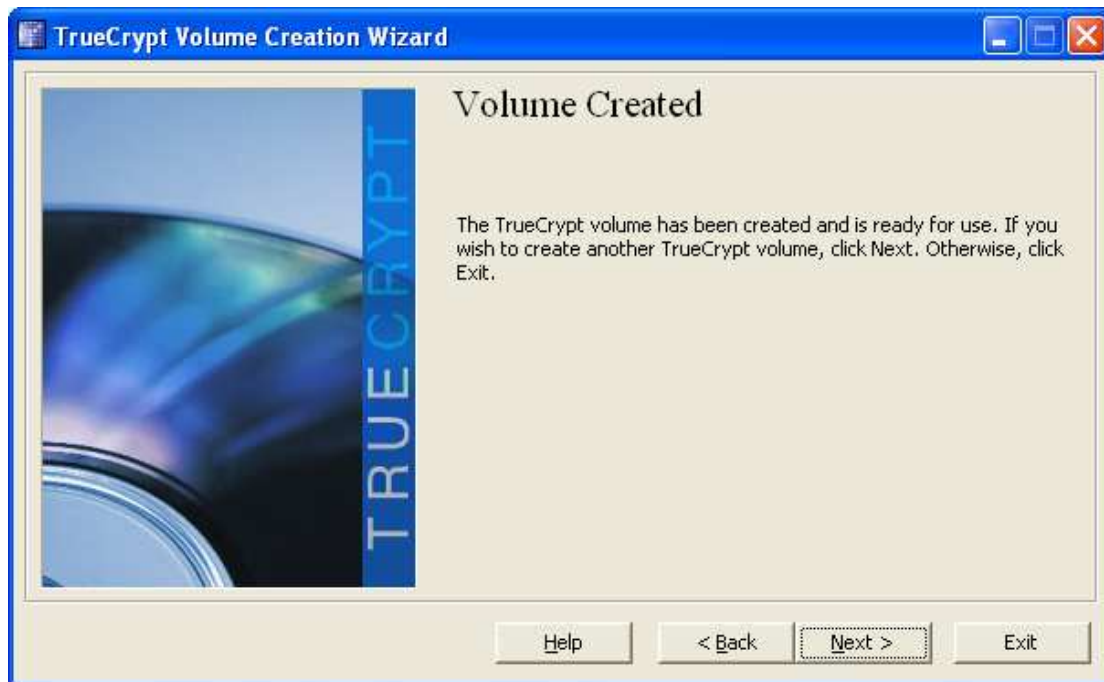 TrueCrypt Volume Creation Wizard
Volume Created
TRUECRYPT
The TrueCrypt volume has been created and is ready for use. If you
wish to create another TrueCrypt volume, click Next. Otherwise, click
Exit.
Help
< Back
Next >
Exit